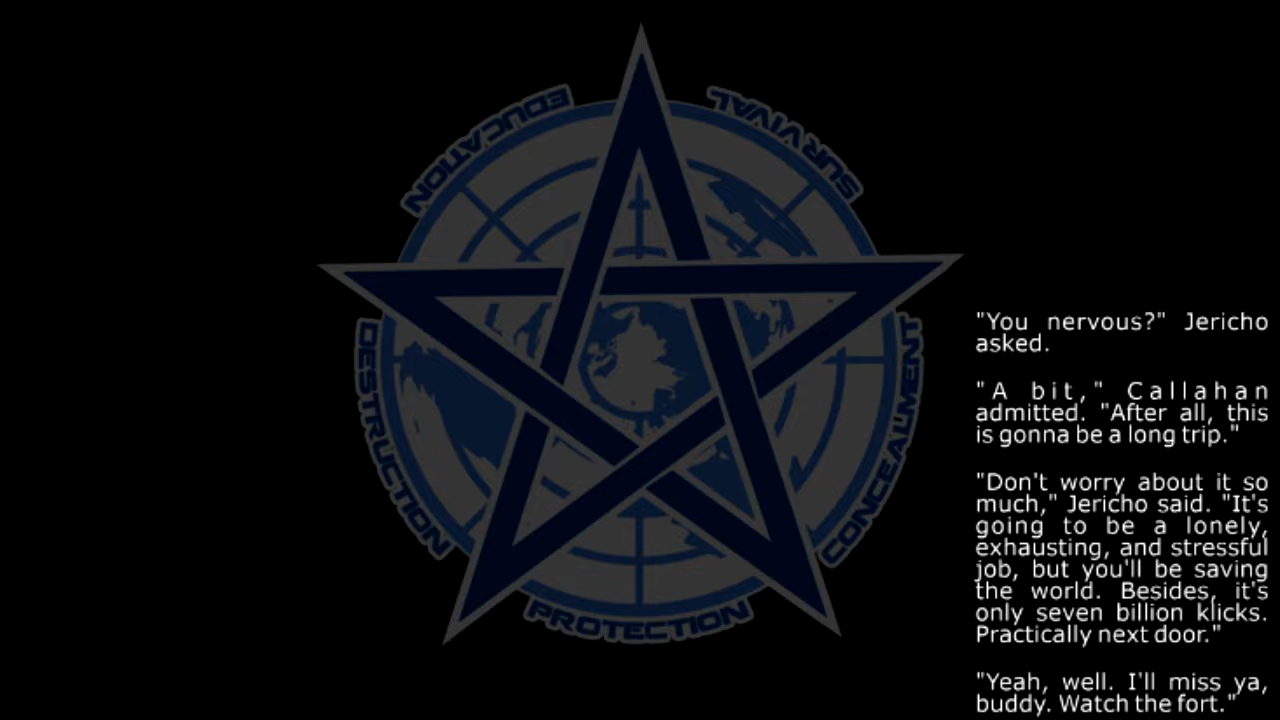 EDUCATION
SURVIVAL
DESTRUCTION
CONCEALMENT
PROTECTION
"You nervous?" Jericho
asked.
"A bit," Callahan
admitted. "After all, this
is gonna be a long trip."
"Don't worry about it so
much," Jericho said. "It's
going to be a lonely,
exhausting, and stressful
job, but you'll be saving
the world. Besides, it's
only seven billion klicks.
Practically next door."
"Yeah, well. I'll miss ya,
buddy. Watch the fort."